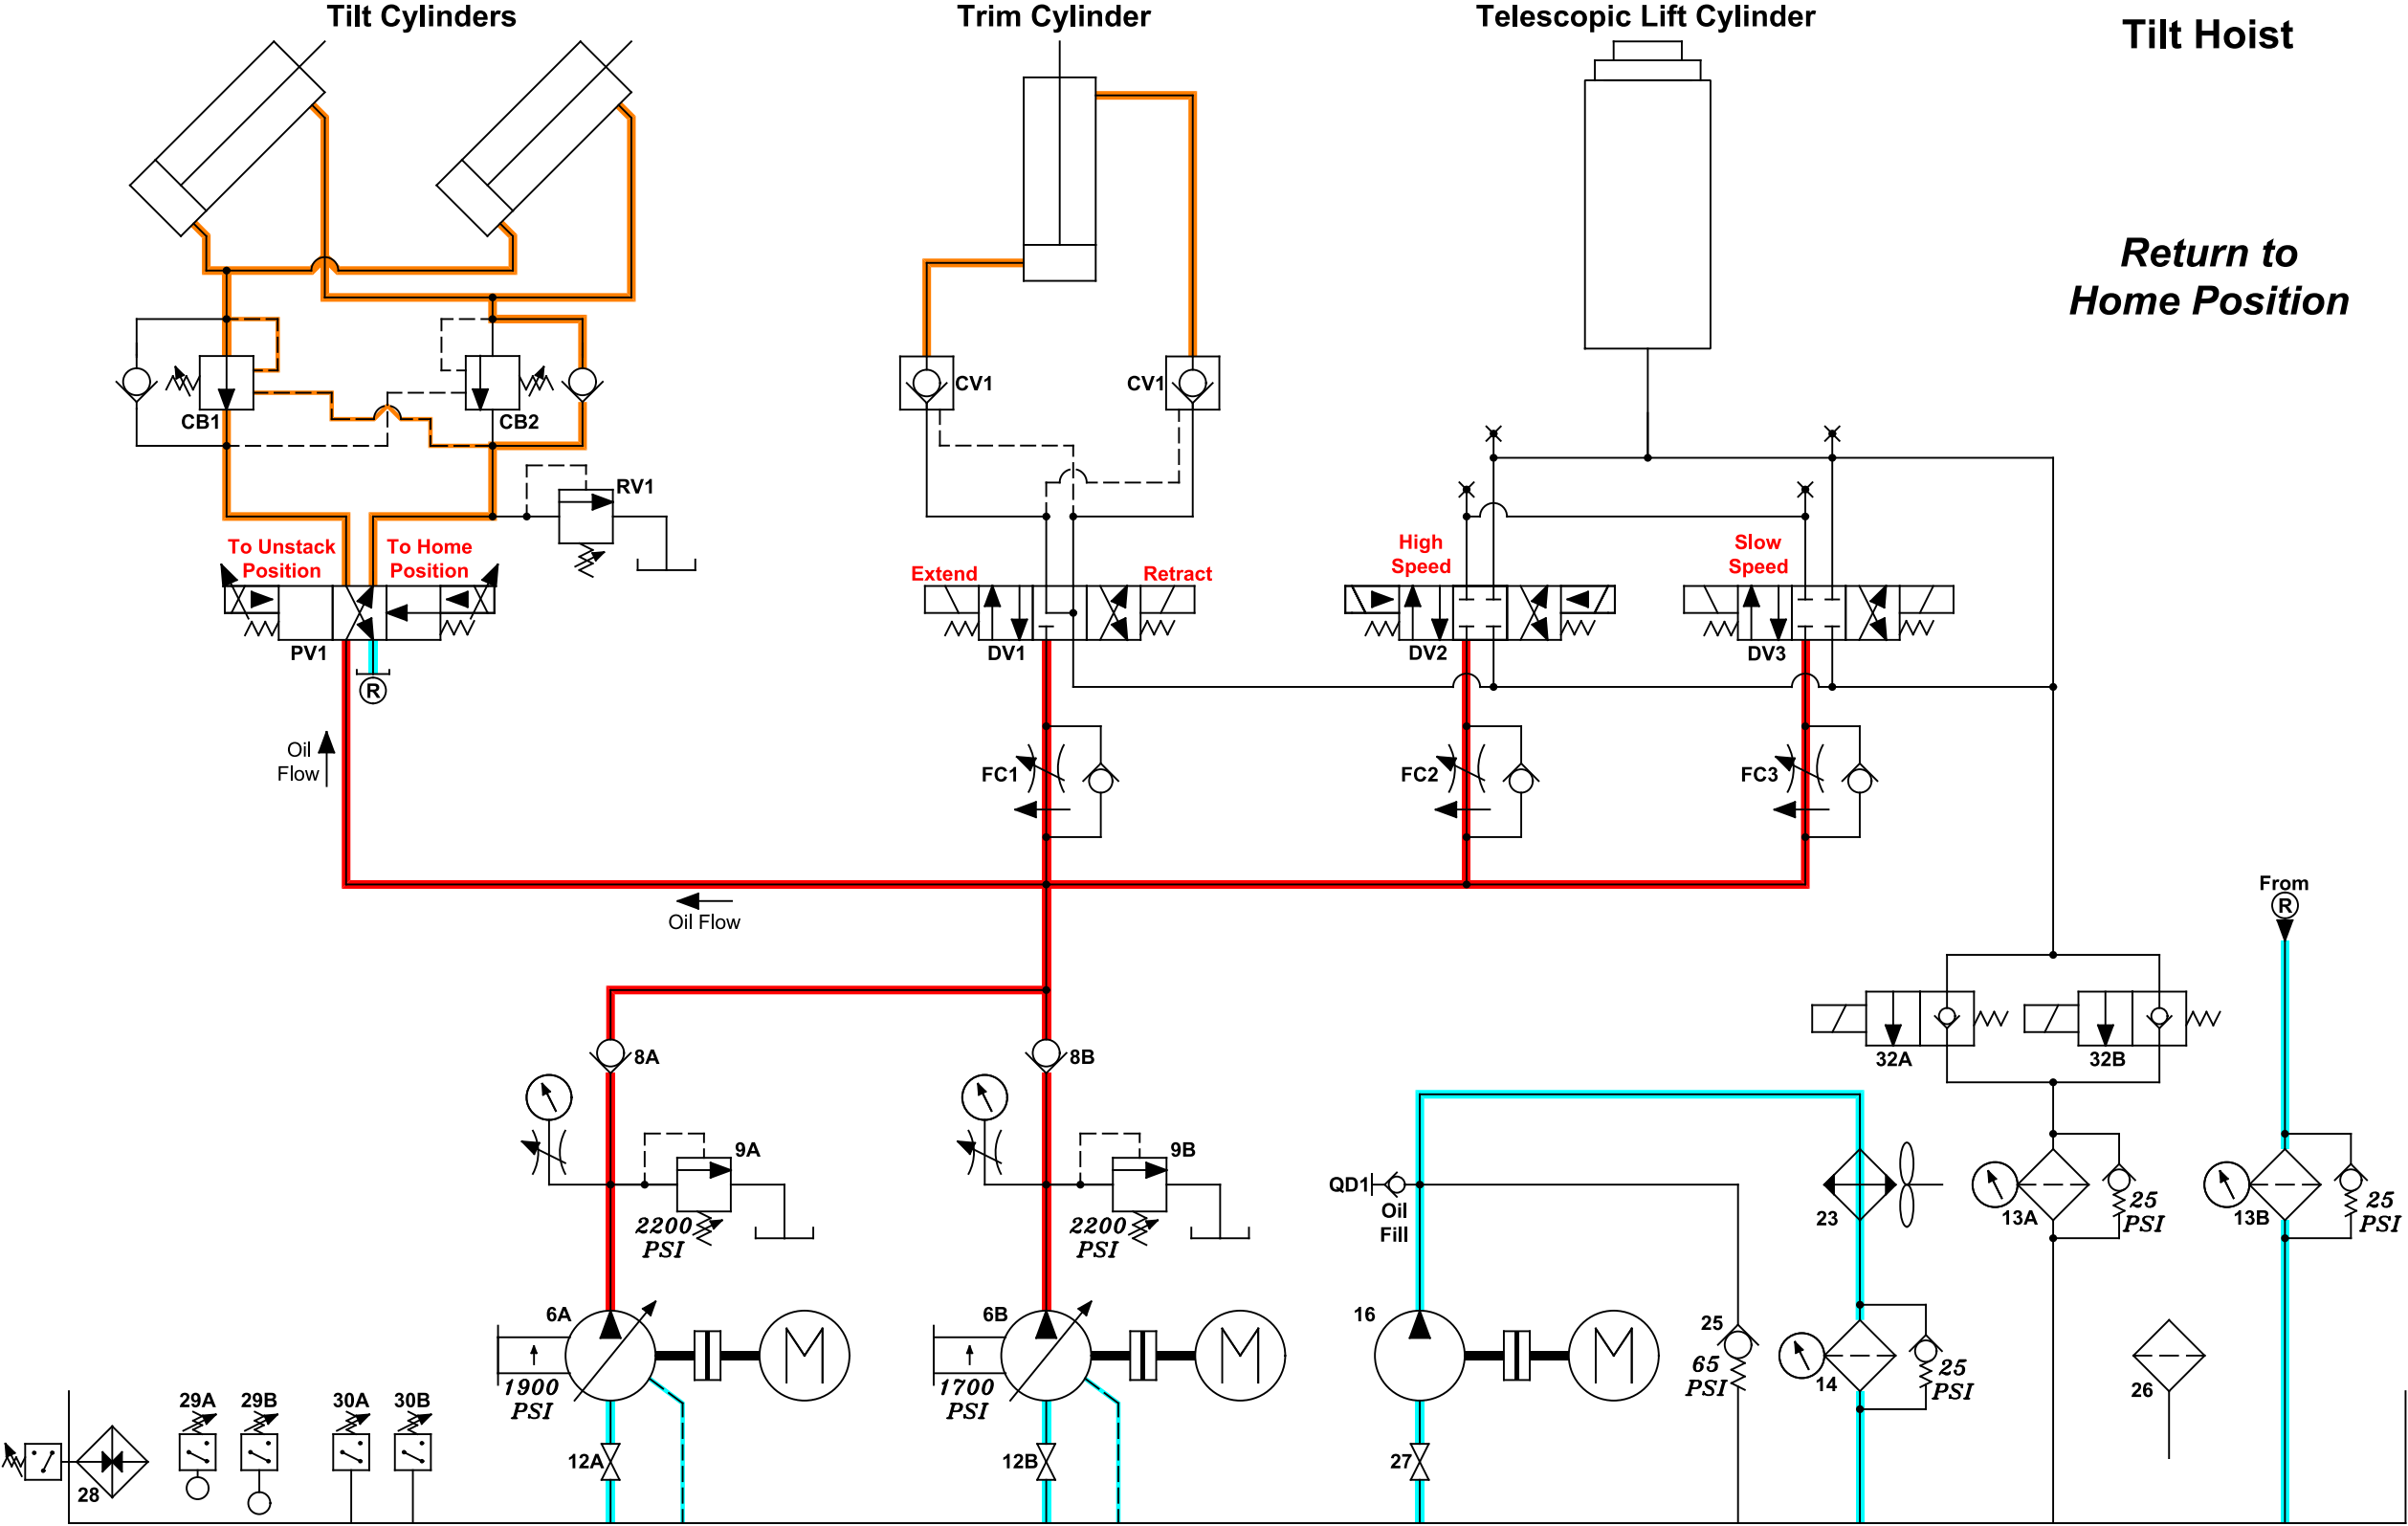 Tilt Cylinders
Trim Cylinder
Telescopic Lift Cylinder
Tilt Hoist
Return to
Home Position
CB1
CB2
CV1
CV1
RV1
To Unstack
Position
To Home
Position
Extend
Retract
High
Speed
Slow
Speed
PV1
DV1
DV2
DV3
R
Oil
Flow
FC1
FC2
FC3
Oil Flow
From
R
8A
8B
32A
32B
9A
9B
2200
PSI
2200
PSI
QD1
Oil
Fill
23
13A
25
PSI
13B
25
PSI
6A
M
1900
PSI
6B
M
1700
PSI
16
M
25
65
PSI
14
25
PSI
26
29A
29B
30A
30B
28
12A
12B
27